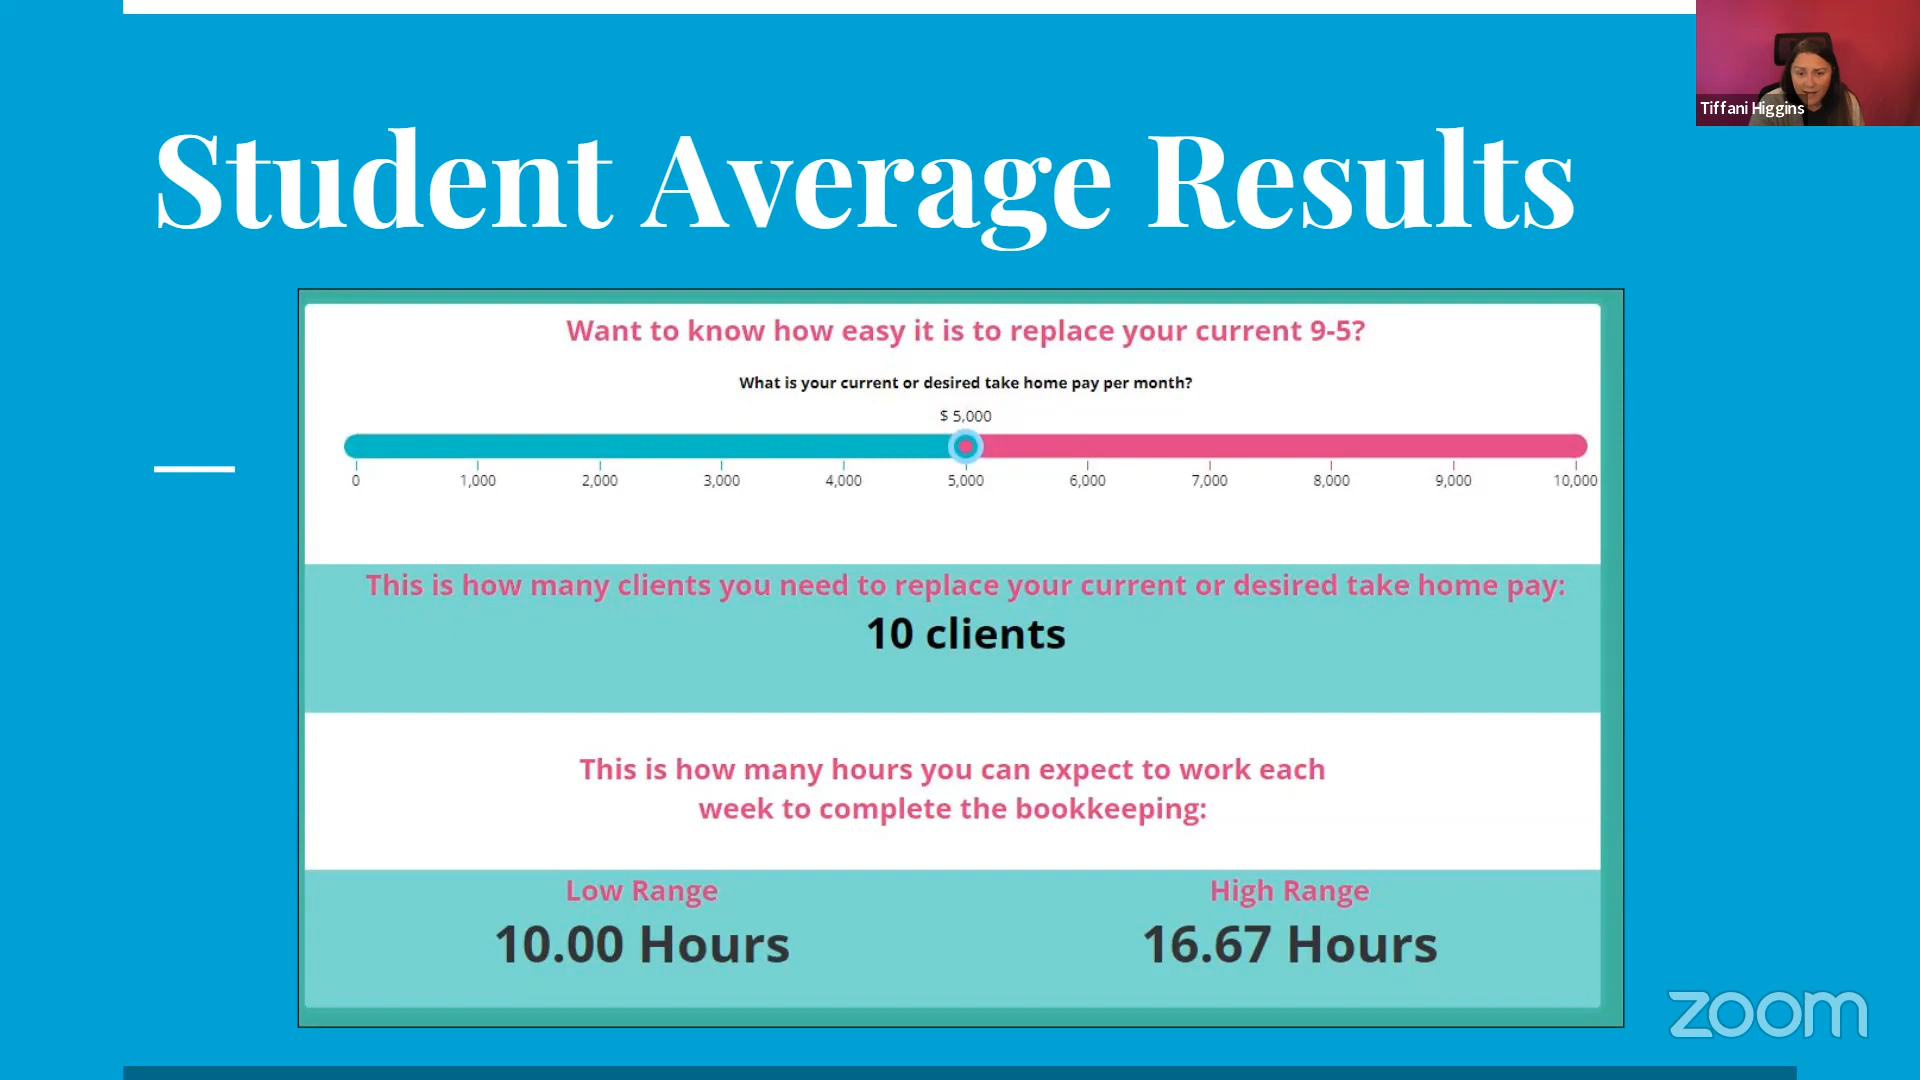 Tiffani Higgins
Student Average Results
Want to know how easy it is to replace your current 9-5?
What is your current or desired take home pay per month?
$ 5,000
0 1,000 2,000 3,000 4,000 5,000 6,000 7,000 8,000 9,000 10,000
This is how many clients you need to replace your current or desired take home pay:
10 clients
This is how many hours you can expect to work each
week to complete the bookkeeping:
Low Range
10.00 Hours
High Range
16.67 Hours
zoom